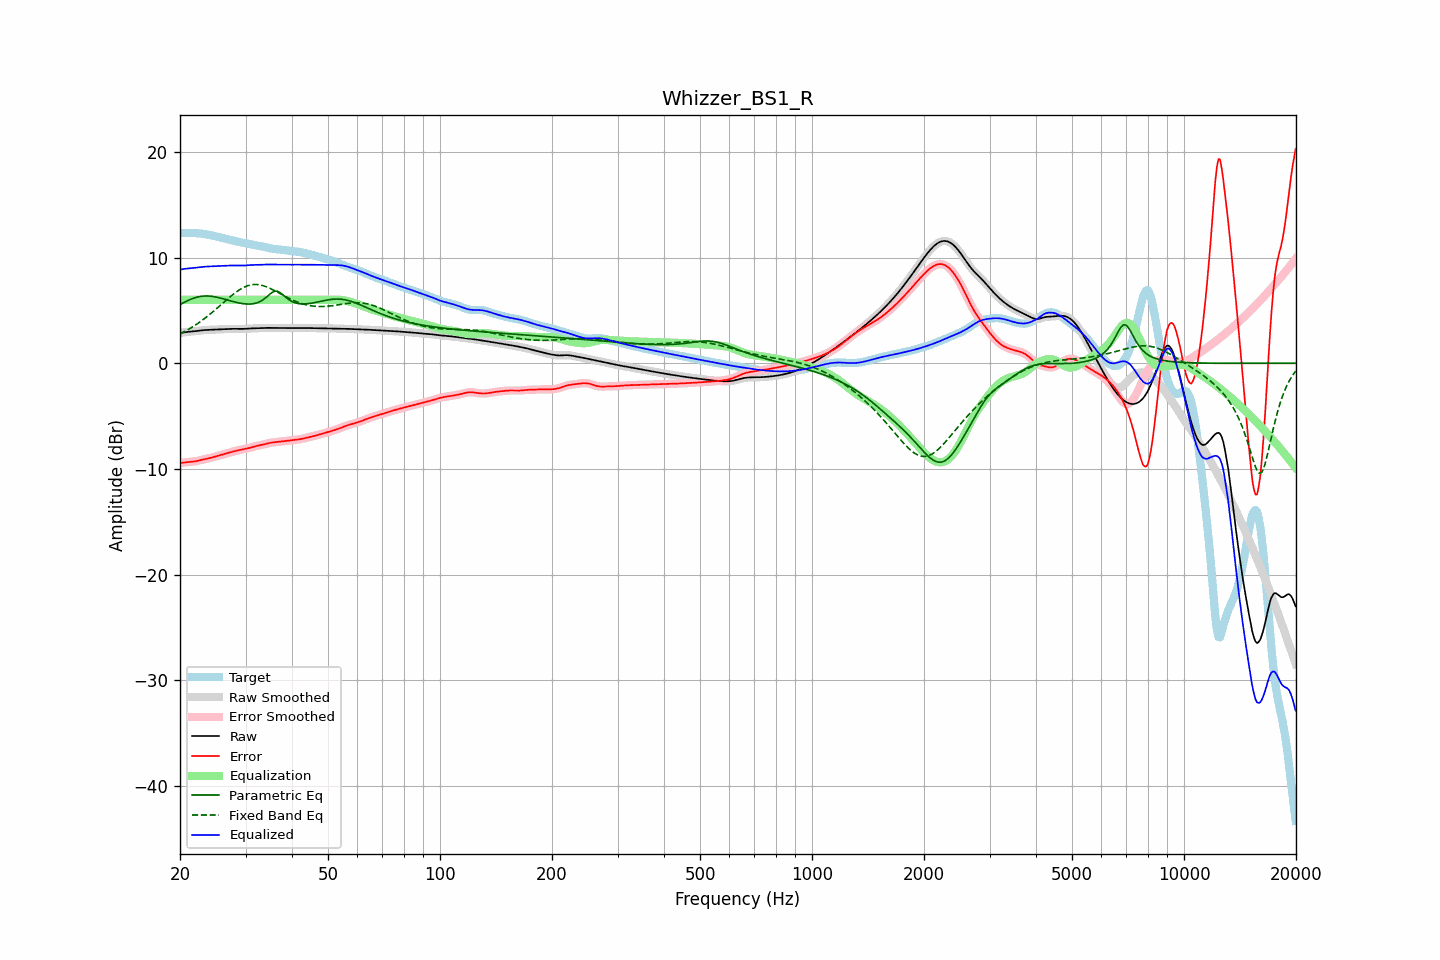 Whizzer_BS1_R
20
10
0
−10
−20
−30
−40
Amplitude (dBr)
Target
Raw Smoothed
Error Smoothed
Raw
Error
Equalization
Parametric Eq
Fixed Band Eq
Equalized
20 50 100 200 500 1000 2000 5000 10000 20000
Frequency (Hz)